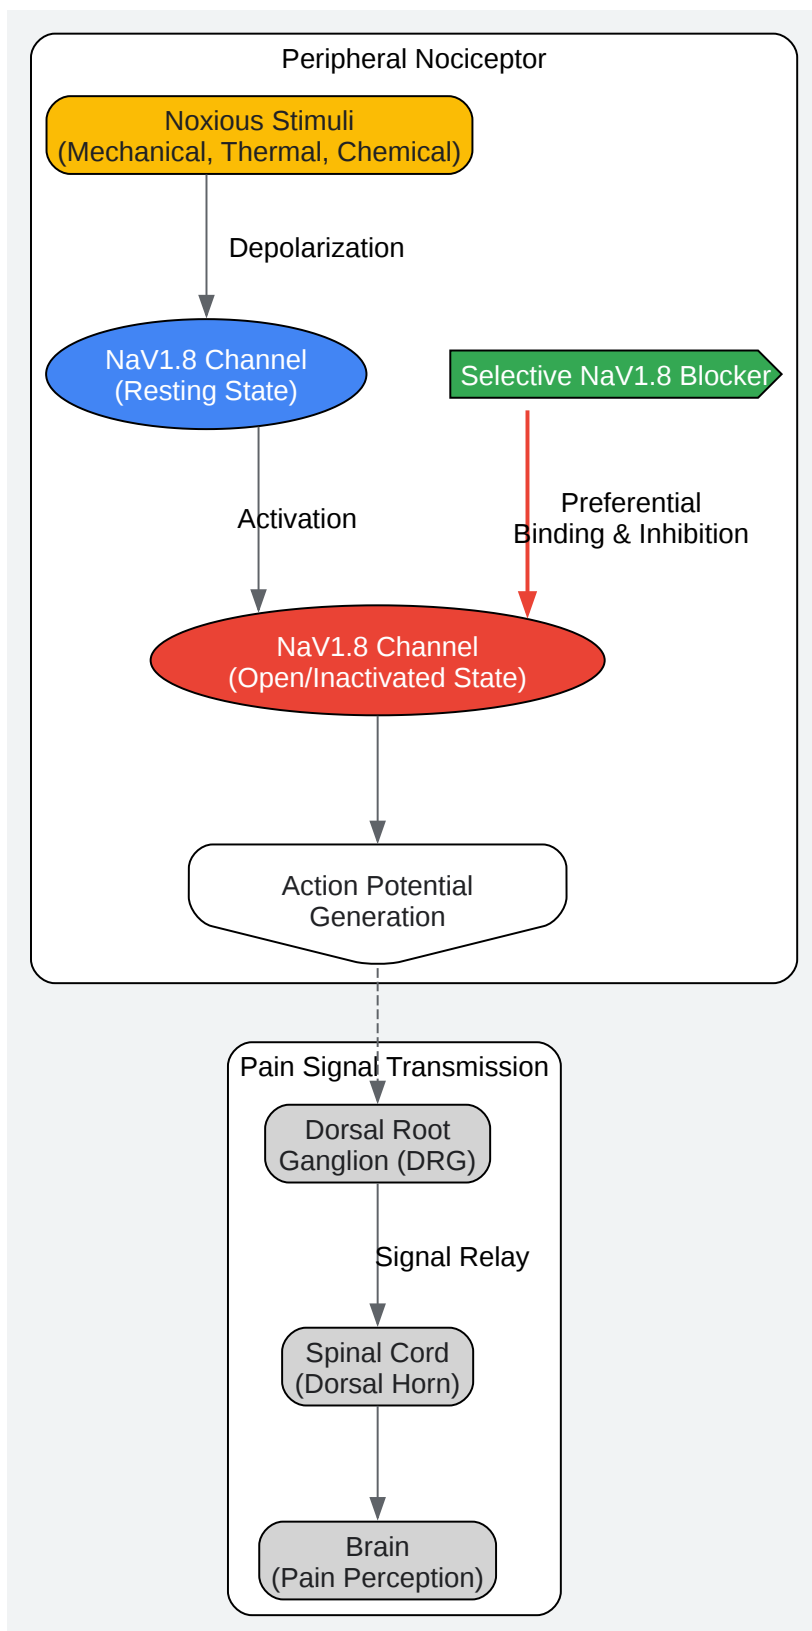 Peripheral Nociceptor
Noxious Stimuli
(Mechanical, Thermal, Chemical)
Depolarization
NaV1.8 Channel
(Resting State)
Selective NaV1.8 Blocker
Activation
Preferential
Binding & Inhibition
NaV1.8 Channel
(Open/Inactivated State)
Action Potential
Generation
Pain Signal Transmission
Dorsal Root
Ganglion (DRG)
Signal Relay
Spinal Cord
(Dorsal Horn)
Brain
(Pain Perception)